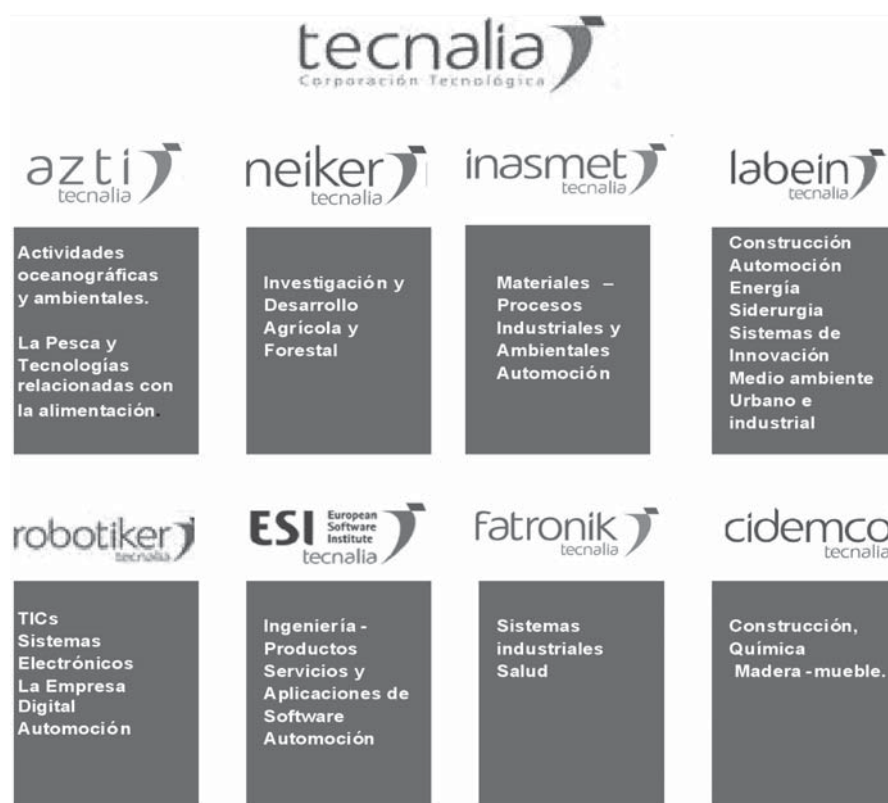 tecnalia
Corporación Tecnológica
azti
tecnalia
Actividades
oceanográficas
y ambientales.
La Pesca y
Tecnologías
relacionadas con
la alimentación.
neiker
tecnalia
Investigación y
Desarrollo
Agrícola y
Forestal
inasmet
tecnalia
Materiales –
Procesos
Industriales y
Ambientales
Automoción
labein
tecnalia
Construcción
Automoción
Energía
Siderurgia
Sistemas de
Innovación
Medio ambiente
Urbano e
industrial
robotiker
tecnalia
TICs
Sistemas
Electrónicos
La Empresa
Digital
Automoción
ESI European
Software
Institute
tecnalia
Ingeniería -
Productos
Servicios y
Aplicaciones de
Software
Automoción
fatronik
tecnalia
Sistemas
industriales
Salud
cidemco
tecnalia
Construcción,
Química
Madera -mueble.